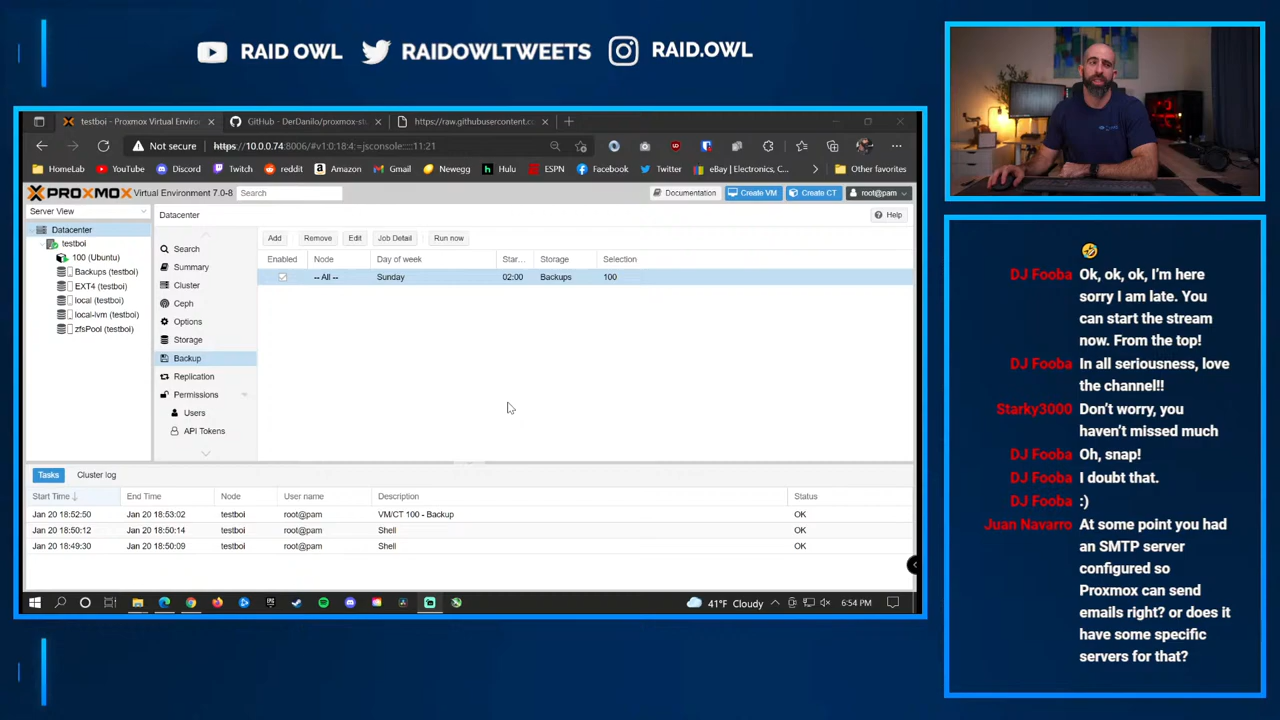 RAID OWL
RAIDOWLTWEETS
RAID.OWL
testboi - Proxmox Virtual Enviro
GitHub - DerDanilo/proxmox-st
https://raw.githubusercontent.c
Not secure
https://10.0.0.74:8006/#v1:0:18:4:=jsconsole::::11:21
HomeLab
YouTube
Discord
Twitch
reddit
Amazon
Gmail
Newegg
Hulu
ESPN
Facebook
Twitter
eBay | Electronics,...
Other favorites
PROXMOX Virtual Environment 7.0-8
Search
Documentation
Create VM
Create CT
root@pam
Server View
Datacenter
Help
Datacenter
testboi
100 (Ubuntu)
Backups (testboi)
EXT4 (testboi)
local (testboi)
local-lvm (testboi)
zfsPool (testboi)
Search
Summary
Cluster
Ceph
Options
Storage
Backup
Replication
Permissions
Users
API Tokens
Add
Remove
Edit
Job Detail
Run now
Enabled Node Day of week Star... Storage Selection
-- All -- Sunday 02:00 Backups 100
Tasks
Cluster log
Start Time End Time Node User name Description Status
Jan 20 18:52:50 Jan 20 18:53:02 testboi root@pam VM/CT 100 - Backup OK
Jan 20 18:50:12 Jan 20 18:50:14 testboi root@pam Shell OK
Jan 20 18:49:30 Jan 20 18:50:09 testboi root@pam Shell OK
41°F Cloudy
6:54 PM
DJ Fooba Ok, ok, ok, I'm here
sorry I am late. You
can start the stream
now. From the top!
DJ Fooba In all seriousness, love
the channel!!
Starky3000 Don't worry, you
haven't missed much
DJ Fooba Oh, snap!
DJ Fooba I doubt that.
DJ Fooba :)
Juan Navarro At some point you had
an SMTP server
configured so
Proxmox can send
emails right? or does it
have some specific
servers for that?